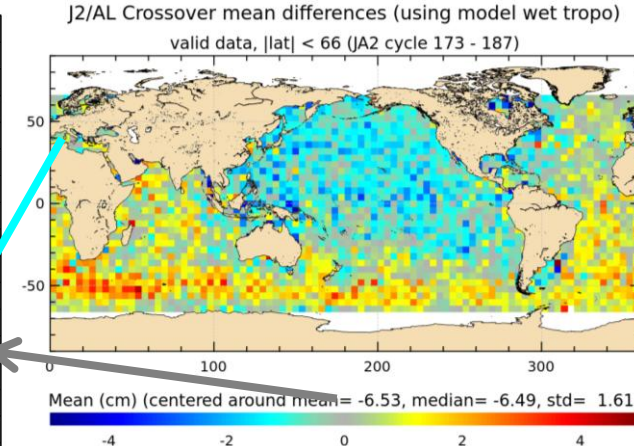 J2/AL Crossover mean differences (using model wet tropo)
valid data, |lat| < 66 (JA2 cycle 173 - 187)
50
0
-50
0 100 200 300
Mean (cm) (centered around mean= -6.53, median= -6.49, std= 1.61
-4 -2 0 2 4